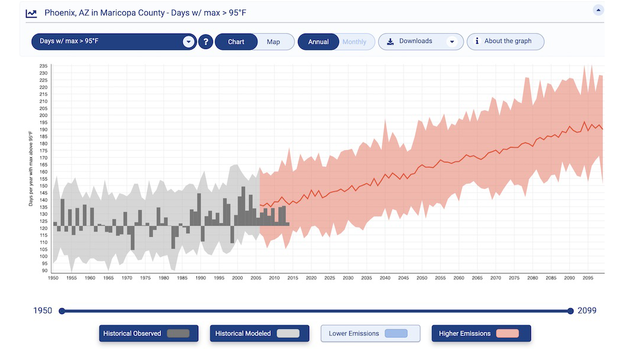 Phoenix, AZ in Maricopa County - Days w/ max > 95°F
Days w/ max > 95°F
?
Chart
Map
Annual
Monthly
Downloads
i About the graph
Days per year with max above 95°F
235
230
225
220
215
210
205
200
195
190
185
180
175
170
165
160
155
150
145
140
135
130
125
120
115
110
105
100
95
90
1950 1955 1960 1965 1970 1975 1980 1985 1990 1995 2000 2005 2010 2015 2020 2025 2030 2035 2040 2045 2050 2055 2060 2065 2070 2075 2080 2085 2090 2095
1950
2099
Historical Observed
Historical Modeled
Lower Emissions
Higher Emissions